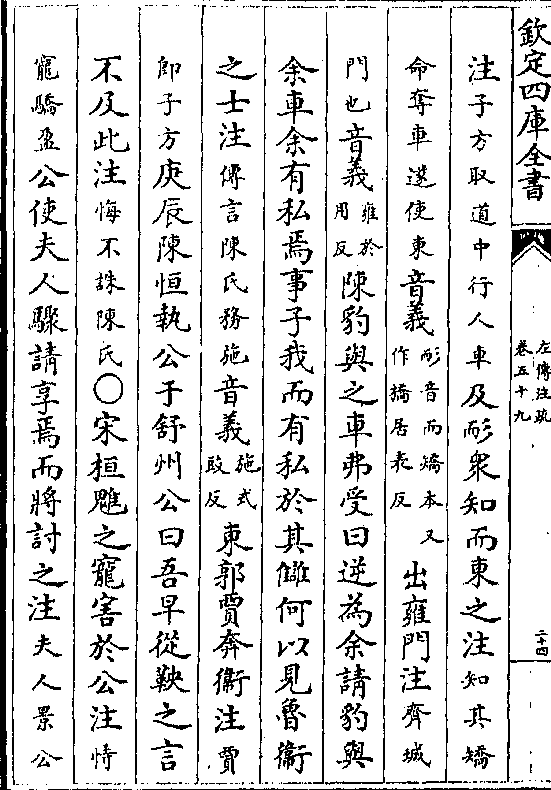 欽定四庫全書
左傳注疏
卷五十九
二十四
注子方取道中行人車及耏衆知而東之注知其矯
命奪車逐使東音義耏音而矯本又作撟居表反出雍門注齊城
門也音義雍於用反陳豹與之車弗受曰逆為余請豹與
余車余有私焉事子我而有私於其讎何以見魯衞
之士注傳言陳氏務施音義施式䜴反東郭賈奔衞注賈
即子方庚辰陳恒執公于舒州公曰吾早從鞅之言
不及此注悔不誅陳氏○宋桓魋之寵害於公注恃
寵驕盈公使夫人驟請享焉而將討之注夫人景公